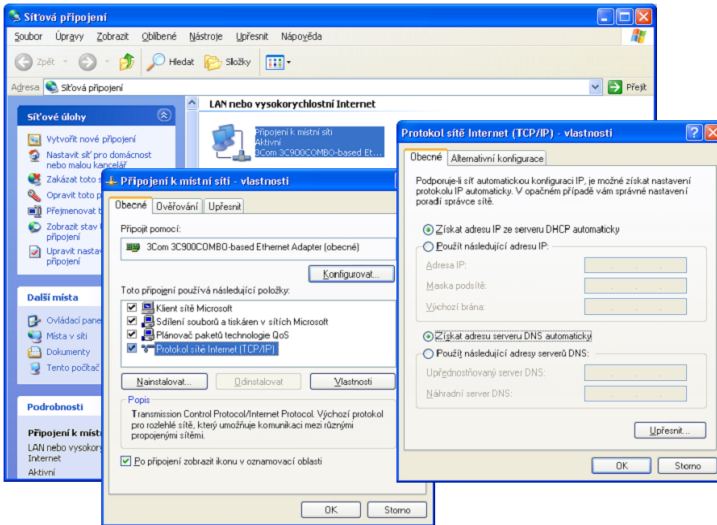 Síťová připojení
Soubor Úpravy Zobrazit Oblíbené Nástroje Upřesnit Nápověda
Zpět Hledat Složky
Adresa Síťová připojení Přejít
Síťové úlohy
Vytvořit nové připojení
Nastavit síť pro domácnost
nebo malou kancelář
Zakázat toto s
Opravit toto p
Přejmenovat t
Zobrazit stav
připojení
Upravit nasta
připojení
Další místa
Ovládací pane
Místa v síti
Dokumenty
Tento počítač
Podrobnosti
Připojení k míst
LAN nebo vysokory
Internet
Aktivní
LAN nebo vysokorychlostní Internet
Připojení k místní síti
Aktivní
3Com 3C900COMBO-based Et...
Připojení k místní síti - vlastnosti
Obecné Ověřování Upřesnit
Připojit pomocí:
3Com 3C900COMBO-based Ethernet Adapter (obecné)
Konfigurovat...
Toto připojení používá následující položky:
Klient sítě Microsoft
Sdílení souborů a tiskáren v sítích Microsoft
Plánovač paketů technologie QoS
Protokol sítě Internet (TCP/IP)
Nainstalovat... Odinstalovat Vlastnosti
Popis
Transmission Control Protocol/Internet Protocol. Výchozí protokol
pro rozlehlé sítě, který umožňuje komunikaci mezi různými
propojenými sítěmi.
Po připojení zobrazit ikonu v oznamovací oblasti
OK Storno
Protokol sítě Internet (TCP/IP) - vlastnosti
Obecné Alternativní konfigurace
Podporuje-li síť automatickou konfiguraci IP, je možné získat nastavení
protokolu IP automaticky. V opačném případě vám správné nastavení
poradí správce sítě.
Získat adresu IP ze serveru DHCP automaticky
Použít následující adresu IP:
Adresa IP:
Maska podsítě:
Výchozí brána:
Získat adresu serveru DNS automaticky
Použít následující adresy serverů DNS:
Upřednostňovaný server DNS:
Náhradní server DNS:
Upřesnit...
OK Storno